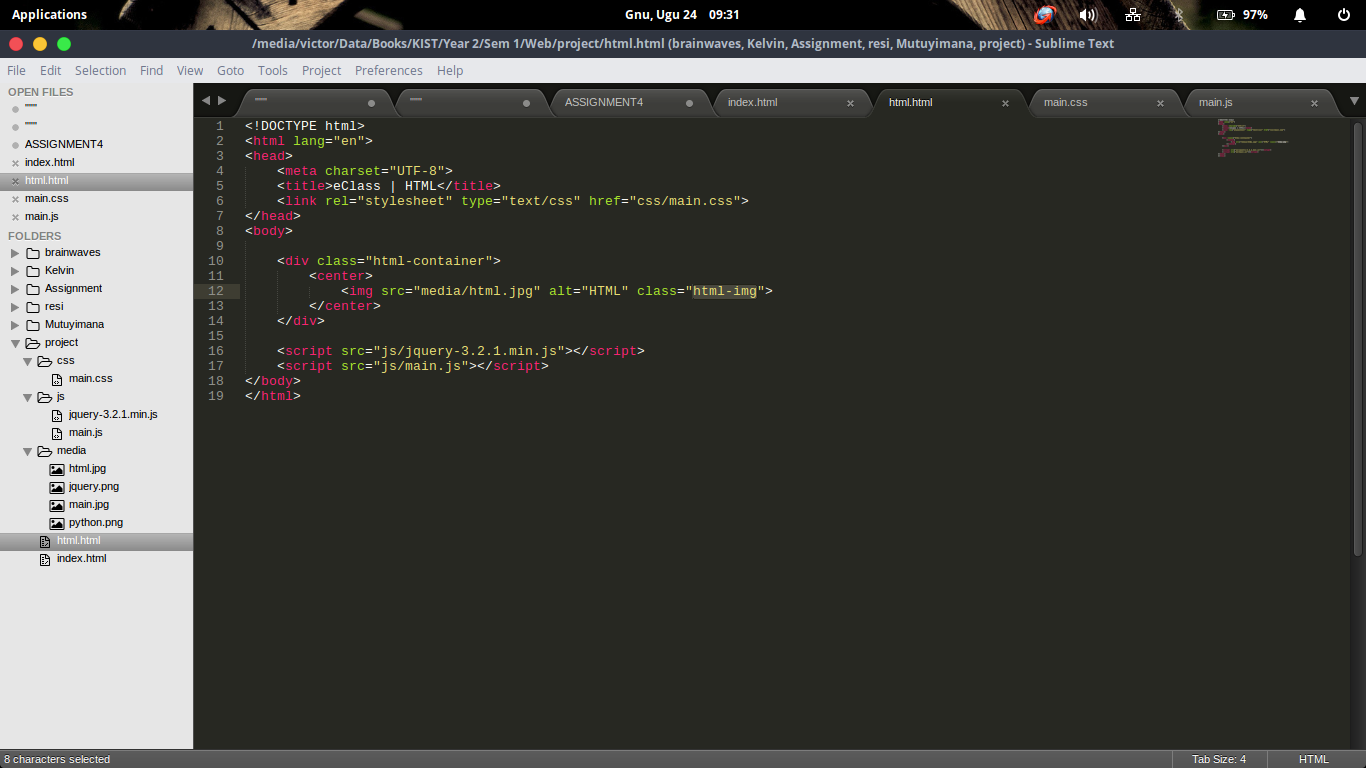 Applications
Gnu, Ugu 24 09:31
97%
/media/victor/Data/Books/KIST/Year 2/Sem 1/Web/project/html.html (brainwaves, Kelvin, Assignment, resi, Mutuyimana, project) - Sublime Text
File Edit Selection Find View Goto Tools Project Preferences Help
OPEN FILES
ASSIGNMENT4
index.html
html.html
main.css
main.js
FOLDERS
brainwaves
Kelvin
Assignment
resi
Mutuyimana
project
css
main.css
js
jquery-3.2.1.min.js
main.js
media
html.jpg
jquery.png
main.jpg
python.png
html.html
index.html
ASSIGNMENT4 index.html html.html main.css main.js
1 <!DOCTYPE html>
2 <html lang="en">
3 <head>
4     <meta charset="UTF-8">
5     <title>eClass | HTML</title>
6     <link rel="stylesheet" type="text/css" href="css/main.css">
7 </head>
8 <body>
9
10     <div class="html-container">
11         <center>
12             <img src="media/html.jpg" alt="HTML" class="html-img">
13         </center>
14     </div>
15
16     <script src="js/jquery-3.2.1.min.js"></script>
17     <script src="js/main.js"></script>
18 </body>
19 </html>
8 characters selected
Tab Size: 4
HTML